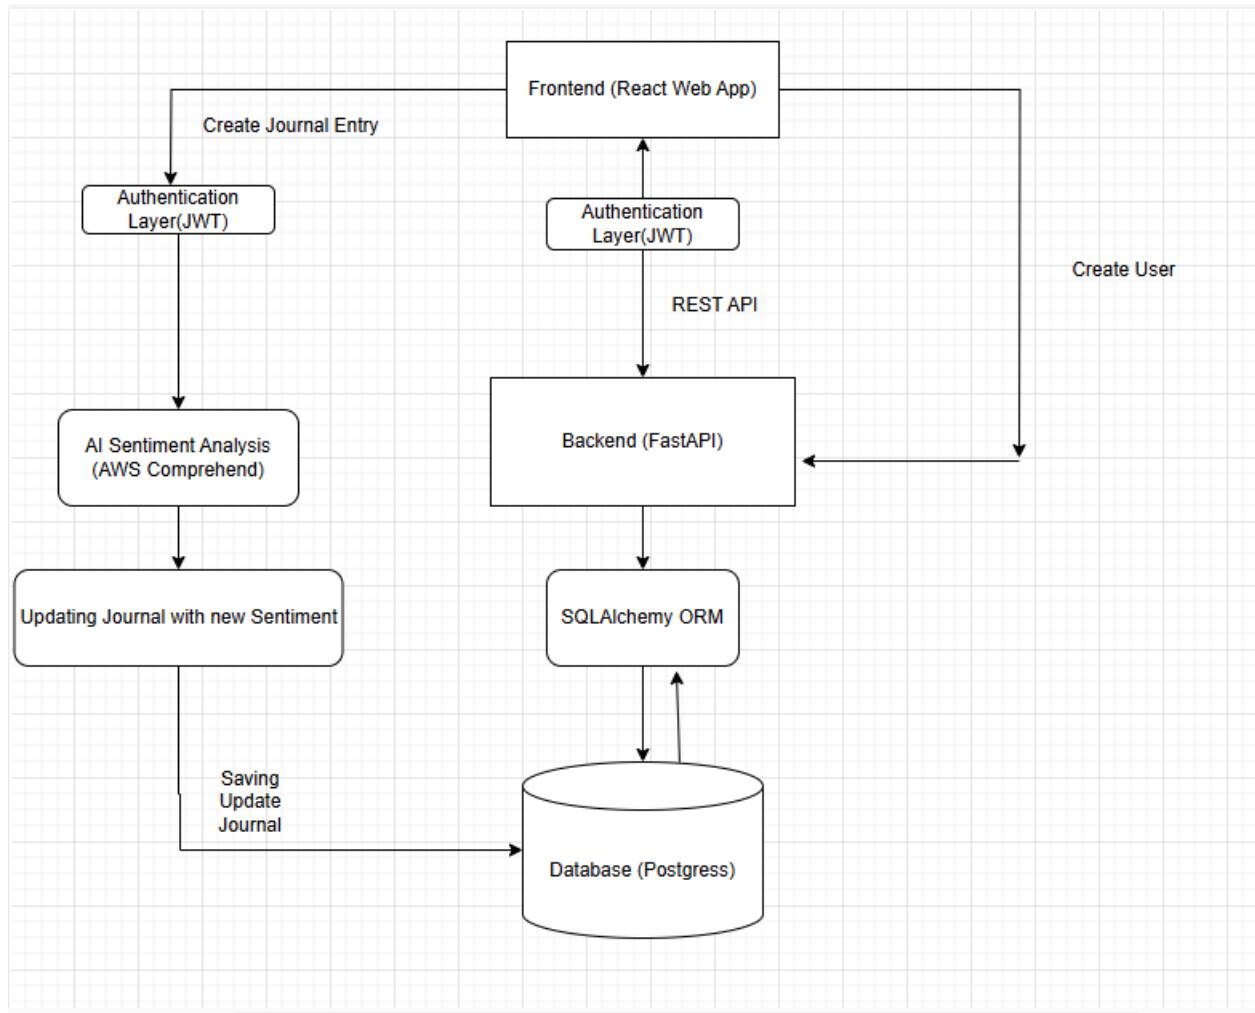 Frontend (React Web App)
Create Journal Entry
Authentication
Layer(JWT)
Authentication
Layer(JWT)
Create User
REST API
AI Sentiment Analysis
(AWS Comprehend)
Backend (FastAPI)
Updating Journal with new Sentiment
SQLAlchemy ORM
Saving
Update
Journal
Database (Postgress)